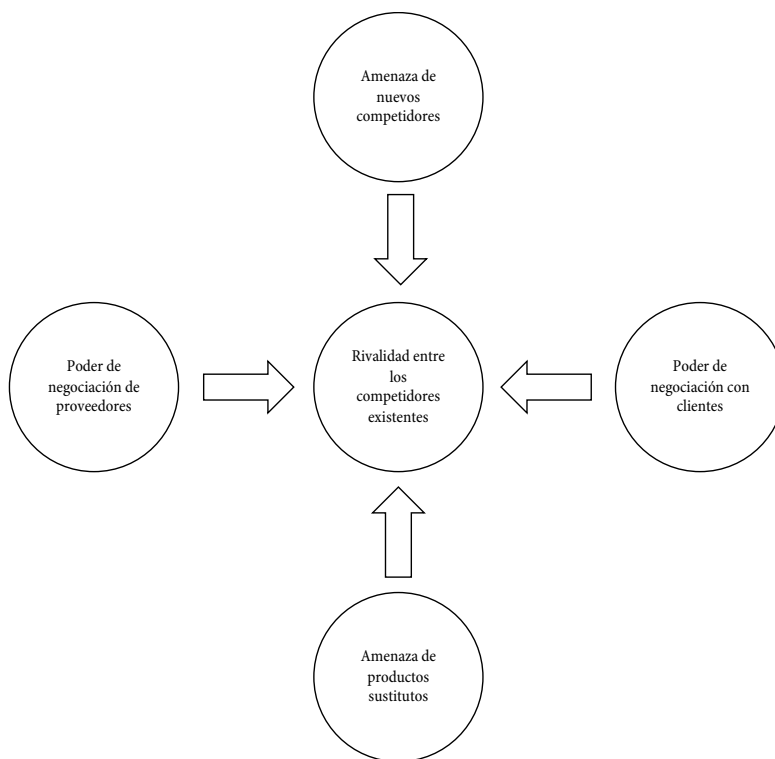 Amenaza de
nuevos
competidores
Poder de
negociación de
proveedores
Rivalidad entre
los
competidores
existentes
Poder de
negociación con
clientes
Amenaza de
productos
sustitutos